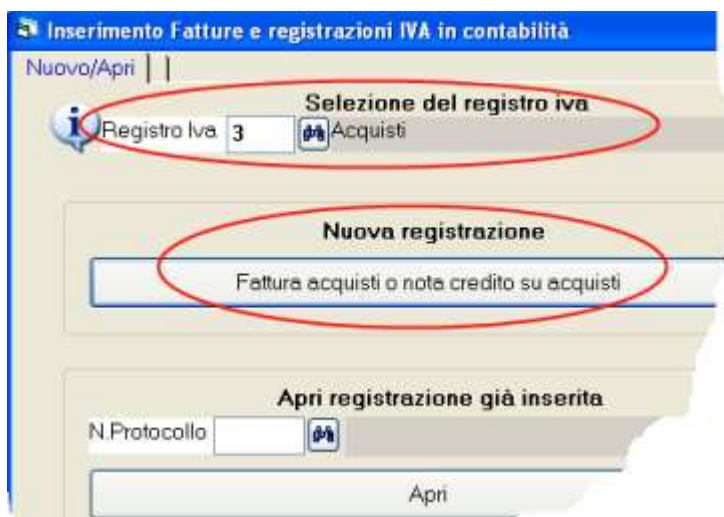 Inserimento Fatture e registrazioni IVA in contabilità
Nuovo/Apri
Selezione del registro iva
Registro Iva 3 Acquisti
Nuova registrazione
Fattura acquisti o nota credito su acquisti
Apri registrazione già inserita
N.Protocollo
Apri